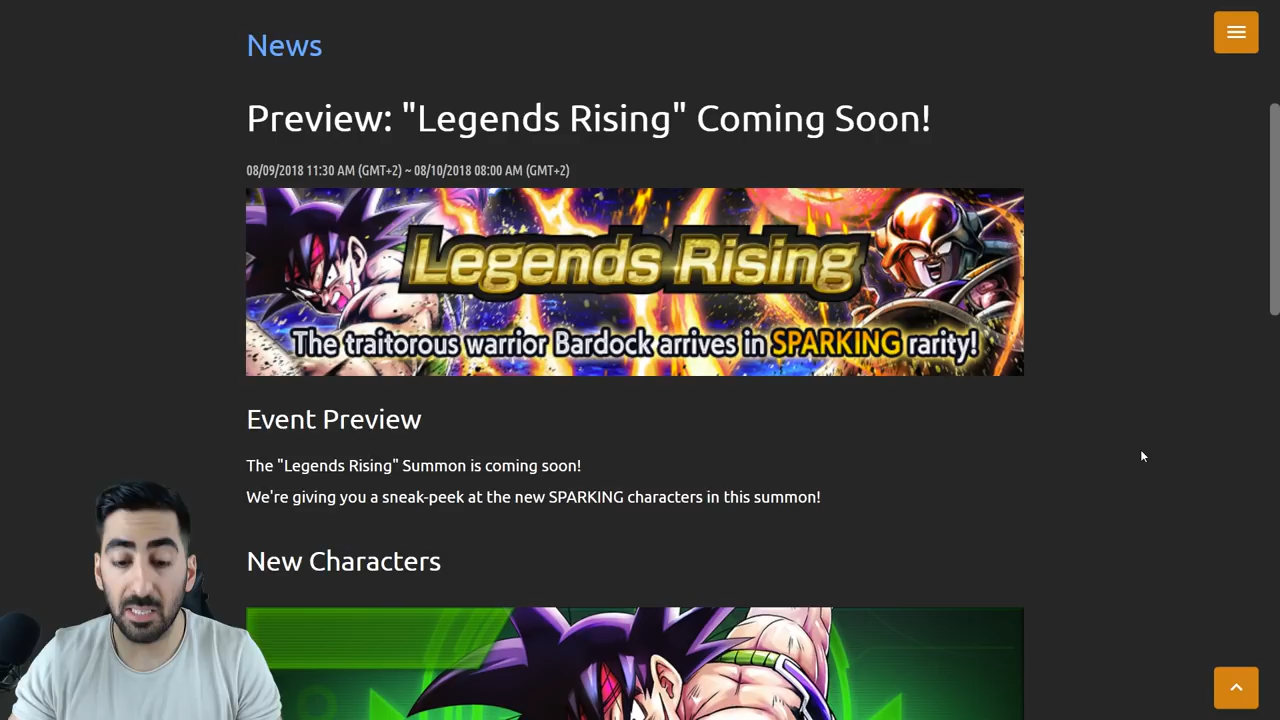 News
Preview: "Legends Rising" Coming Soon!
08/09/2018 11:30 AM (GMT+2) ~ 08/10/2018 08:00 AM (GMT+2)
Legends Rising
The traitorous warrior Bardock arrives in SPARKING rarity!
Event Preview
The "Legends Rising" Summon is coming soon!
We're giving you a sneak-peek at the new SPARKING characters in this summon!
New Characters